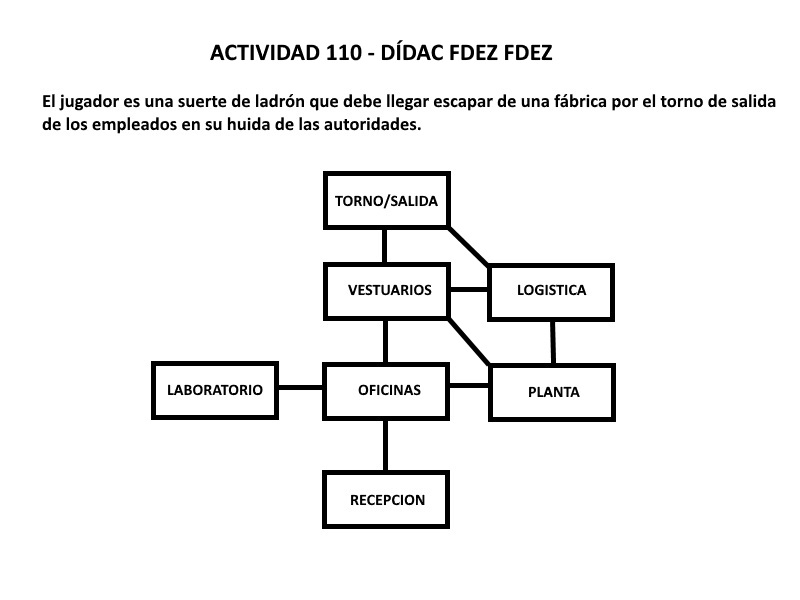 ACTIVIDAD 110 - DÍDAC FDEZ FDEZ
El jugador es una suerte de ladrón que debe llegar escapar de una fábrica por el torno de salida
de los empleados en su huida de las autoridades.
TORNO/SALIDA
VESTUARIOS
LOGISTICA
LABORATORIO
OFICINAS
PLANTA
RECEPCION